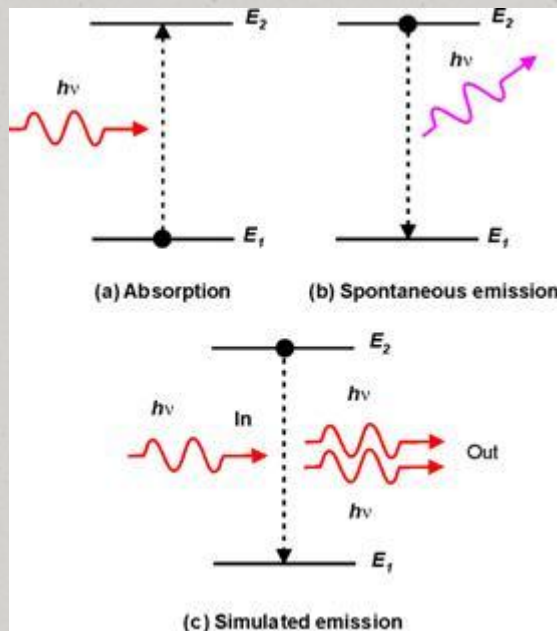 E2
E2
hν
hν
E1
E1
(a) Absorption
(b) Spontaneous emission
E2
hν
hν
In
Out
hν
E1
(c) Simulated emission